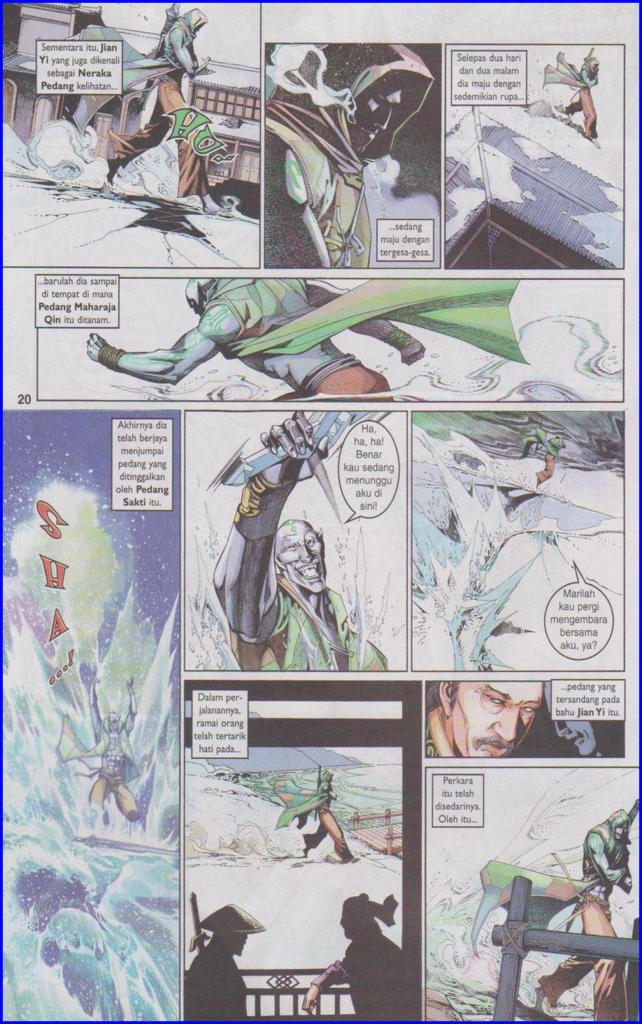 Sementara itu, Jian
Yi yang juga dikenali
sebagai Neraka
Pedang kelihatan...
HU...
...sedang
maju dengan
tergesa-gesa.
Selepas dua hari
dan dua malam
dia maju dengan
sedemikian rupa...
...barulah dia sampai
di tempat di mana
Pedang Maharaja
Qin itu ditanam.
20
Akhirnya dia
telah berjaya
menjumpai
pedang yang
ditinggalkan
oleh Pedang
Sakti itu.
SHA...!
Ha,
ha, ha!
Benar
kau sedang
menunggu
aku di
sini!
Marilah
kau pergi
mengembara
bersama
aku, ya?
Dalam per-
jalanannya,
ramai orang
telah tertarik
hati pada...
...pedang yang
tersandang pada
bahu Jian Yi itu.
Perkara
itu telah
disedarinya.
Oleh itu...